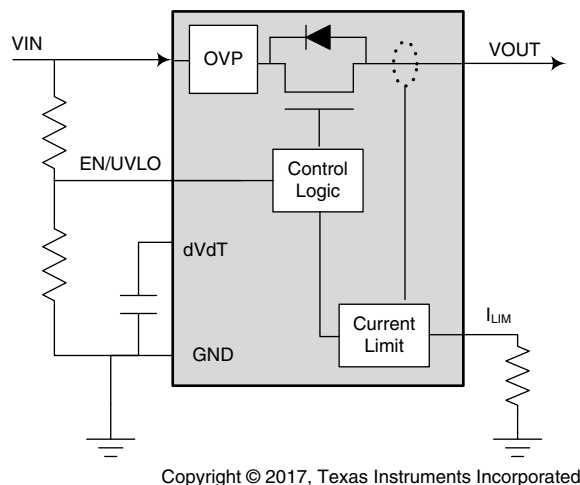 VIN
OVP
VOUT
EN/UVLO
Control
Logic
dVdT
Current
Limit
ILIM
GND
Copyright © 2017, Texas Instruments Incorporated